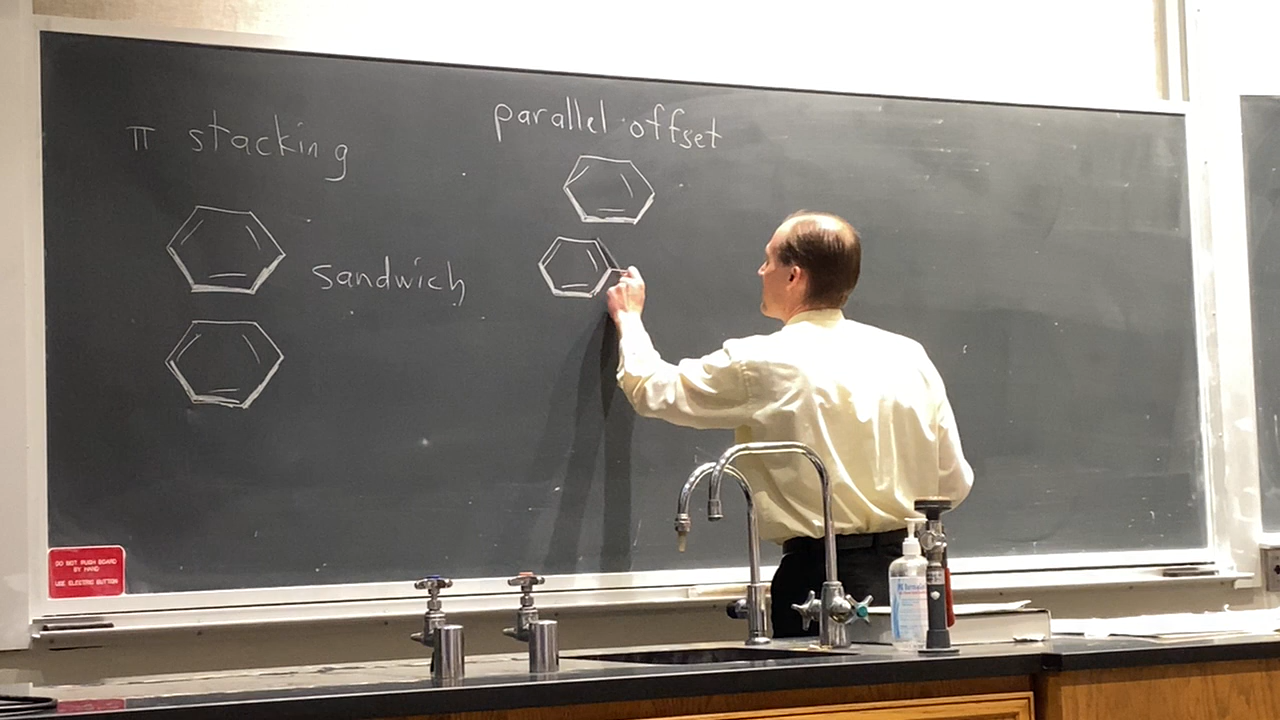 π stacking
parallel offset
sandwich
DO NOT PUSH BOARD
BY HAND
USE ELECTRIC BUTTON